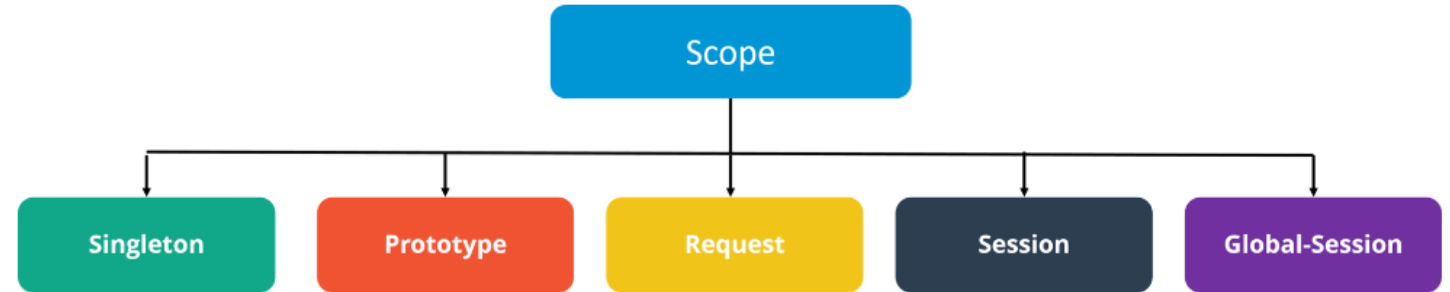 Scope
Singleton
Prototype
Request
Session
Global-Session